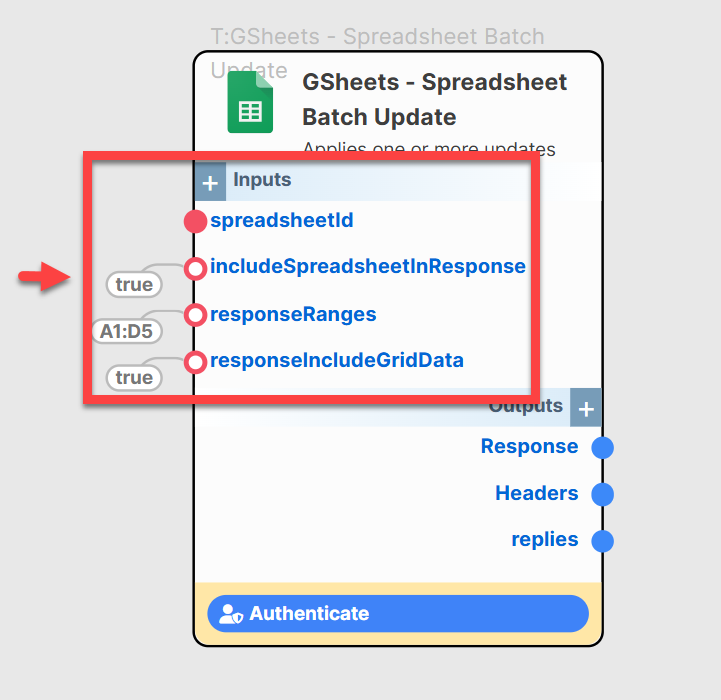 T:GSheets - Spreadsheet Batch
Update
GSheets - Spreadsheet
Batch Update
Applies one or more updates
+ Inputs
spreadsheetId
includeSpreadsheetInResponse
true
responseRanges
A1:D5
responseIncludeGridData
true
Outputs +
Response
Headers
replies
Authenticate